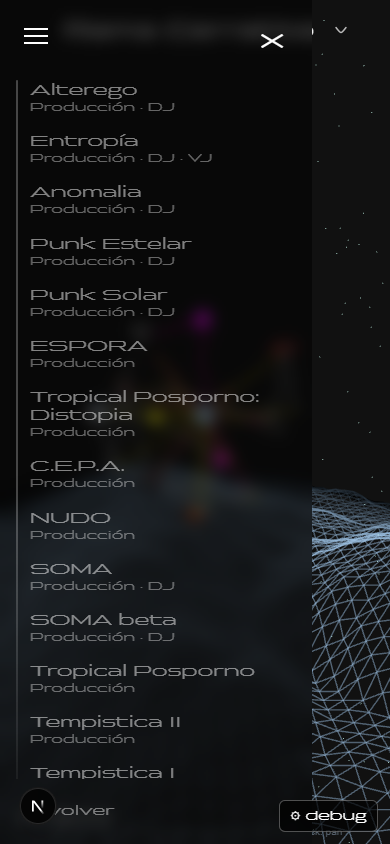 Alterego
Producción · DJ
Entropía
Producción · DJ · VJ
Anomalia
Producción · DJ
Punk Estelar
Producción · DJ
Punk Solar
Producción · DJ
ESPORA
Producción
Tropical Posporno:
Distopia
Producción
C.E.P.A.
Producción
NUDO
Producción
SOMA
Producción · DJ
SOMA beta
Producción · DJ
Tropical Posporno
Producción
Tempistica II
Producción
Tempistica I
N
volver
debug